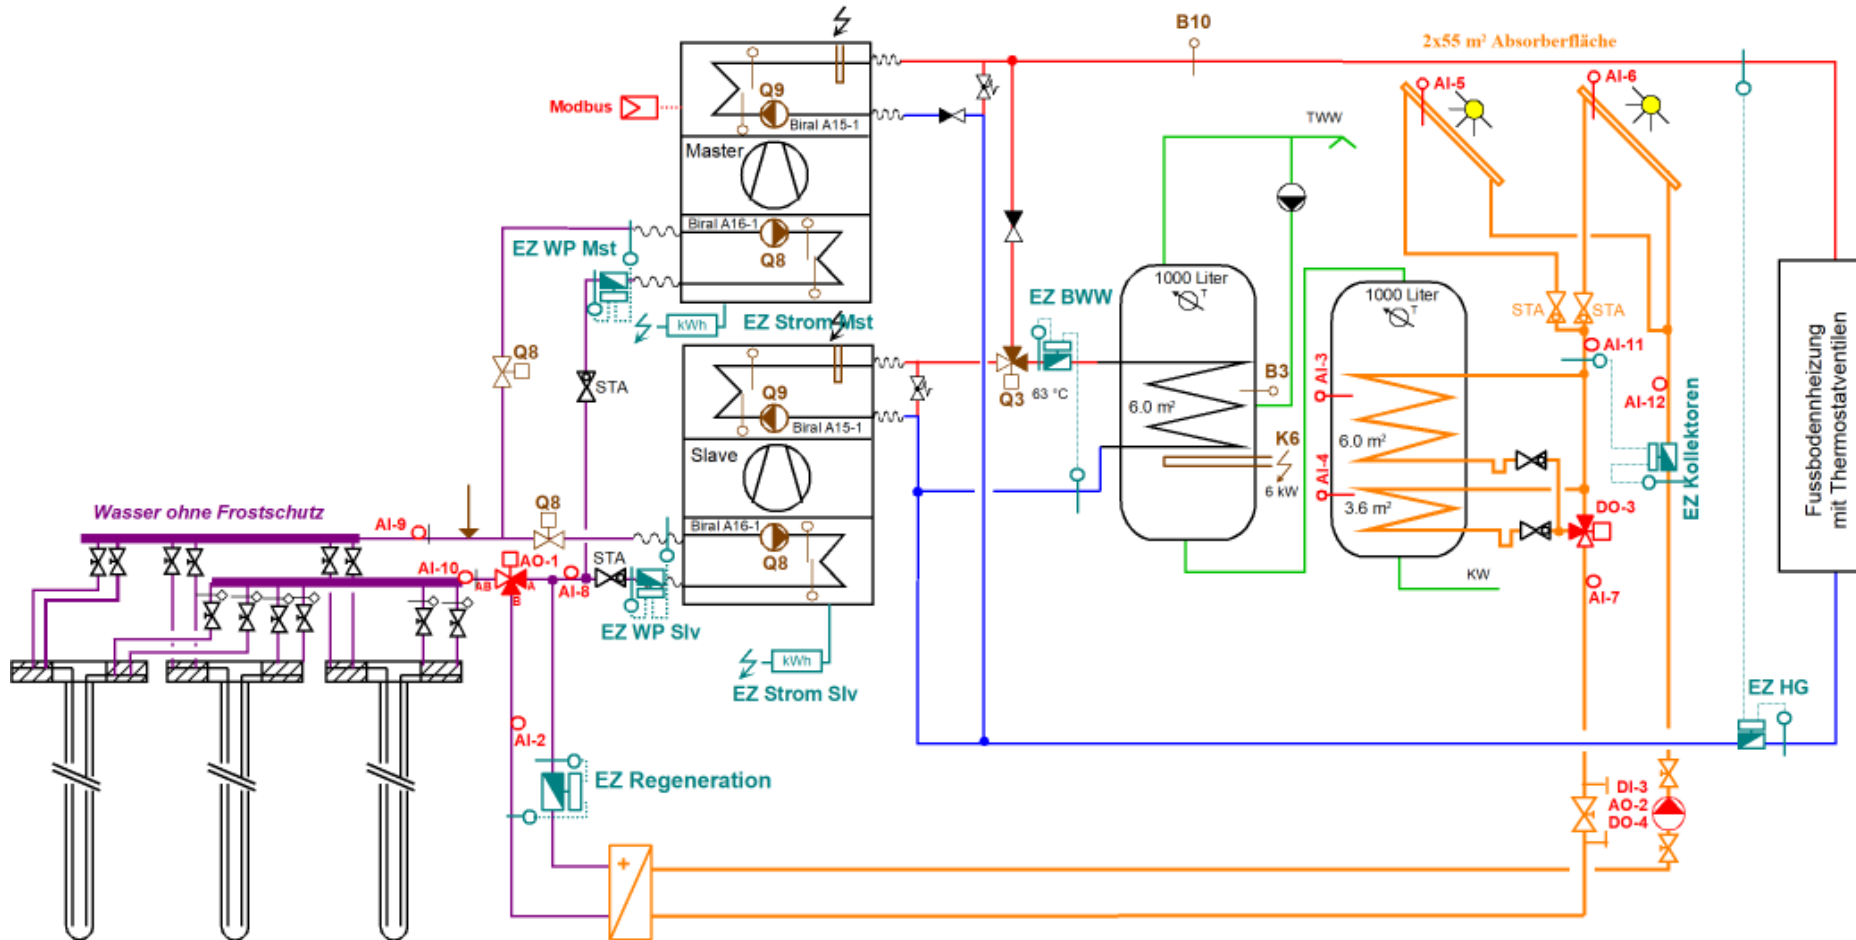 B10
2x55 m² Absorberfläche
AI-5
AI-6
Modbus
Q9
Biral A15-1
Master
TWW
Biral A16-1
Q8
EZ WP Mst
kWh
EZ Strom Mst
1000 Liter
T
1000 Liter
T
EZ BWW
STA
STA
Q8
STA
Q9
Biral A15-1
Slave
Q3
63 °C
B3
6.0 m²
K6
6 kW
AI-3
6.0 m²
AI-4
3.6 m²
AI-11
AI-12
EZ Kollektoren
Fussbodennheizung
mit Thermostatventilen
DO-3
AI-7
KW
Wasser ohne Frostschutz
AI-9
Q8
Biral A16-1
Q8
AI-10
AB
AO-1
A
B
AI-8
STA
EZ WP Slv
kWh
EZ Strom Slv
EZ HG
AI-2
EZ Regeneration
DI-3
AO-2
DO-4
+